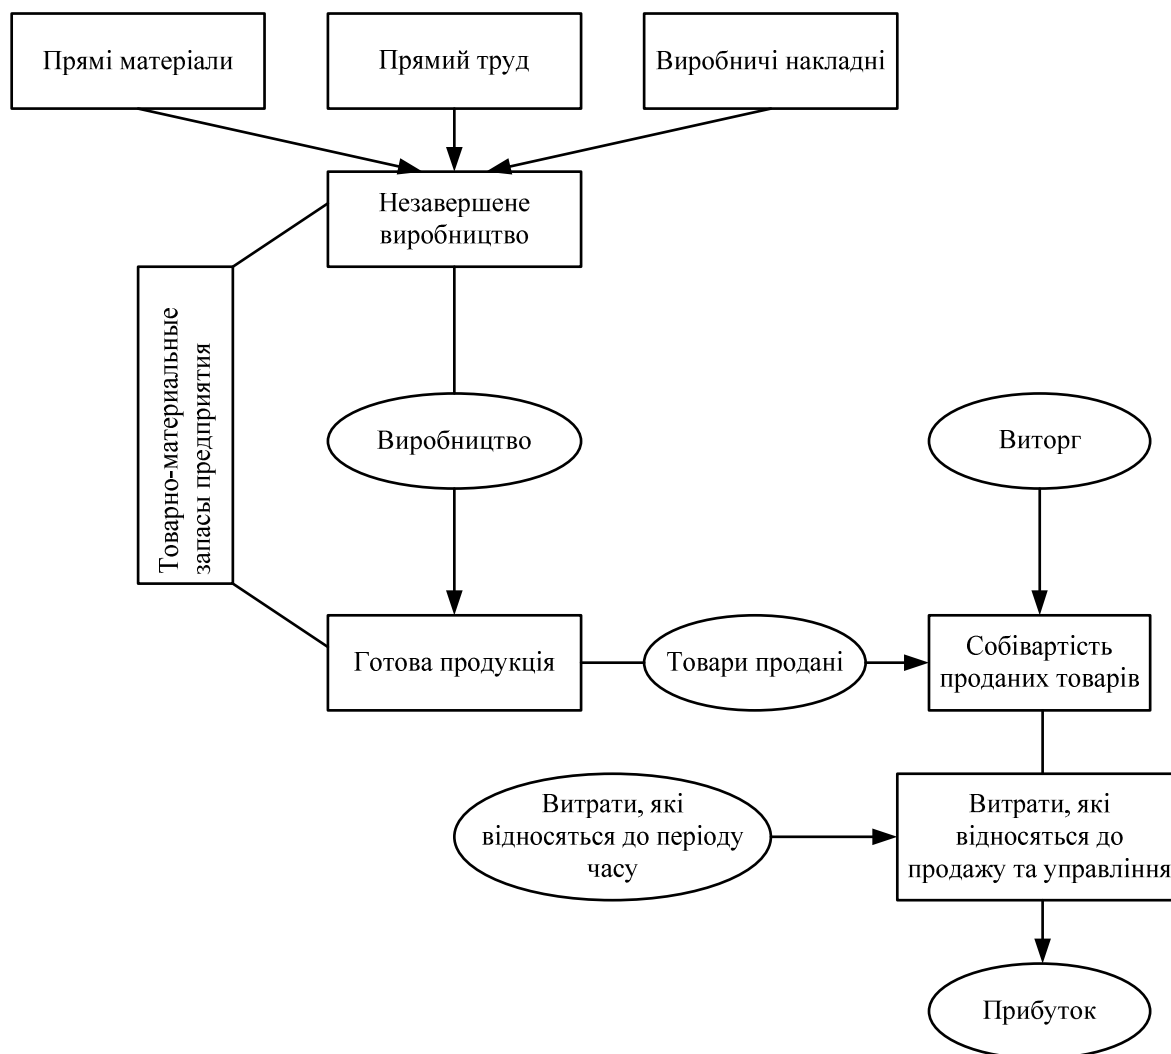 Прямі матеріали
Прямий труд
Виробничі накладні
Незавершене
виробництво
Товарно-материальные
запасы предприятия
Виробництво
Виторг
Готова продукція
Товари продані
Собівартість
проданих товарів
Витрати, які
відносяться до періоду
часу
Витрати, які
відносяться до
продажу та управління
Прибуток